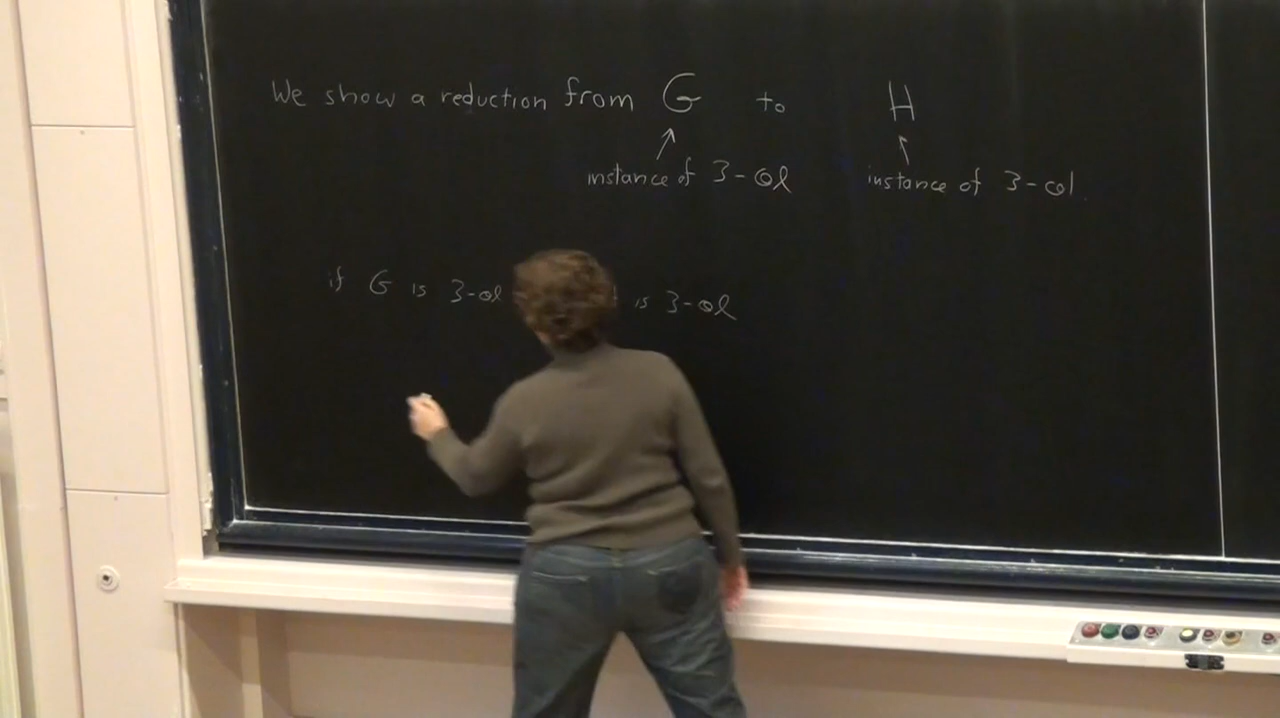 We show a reduction from G to H
instance of 3-col instance of 3-col
if G is 3-col is 3-col